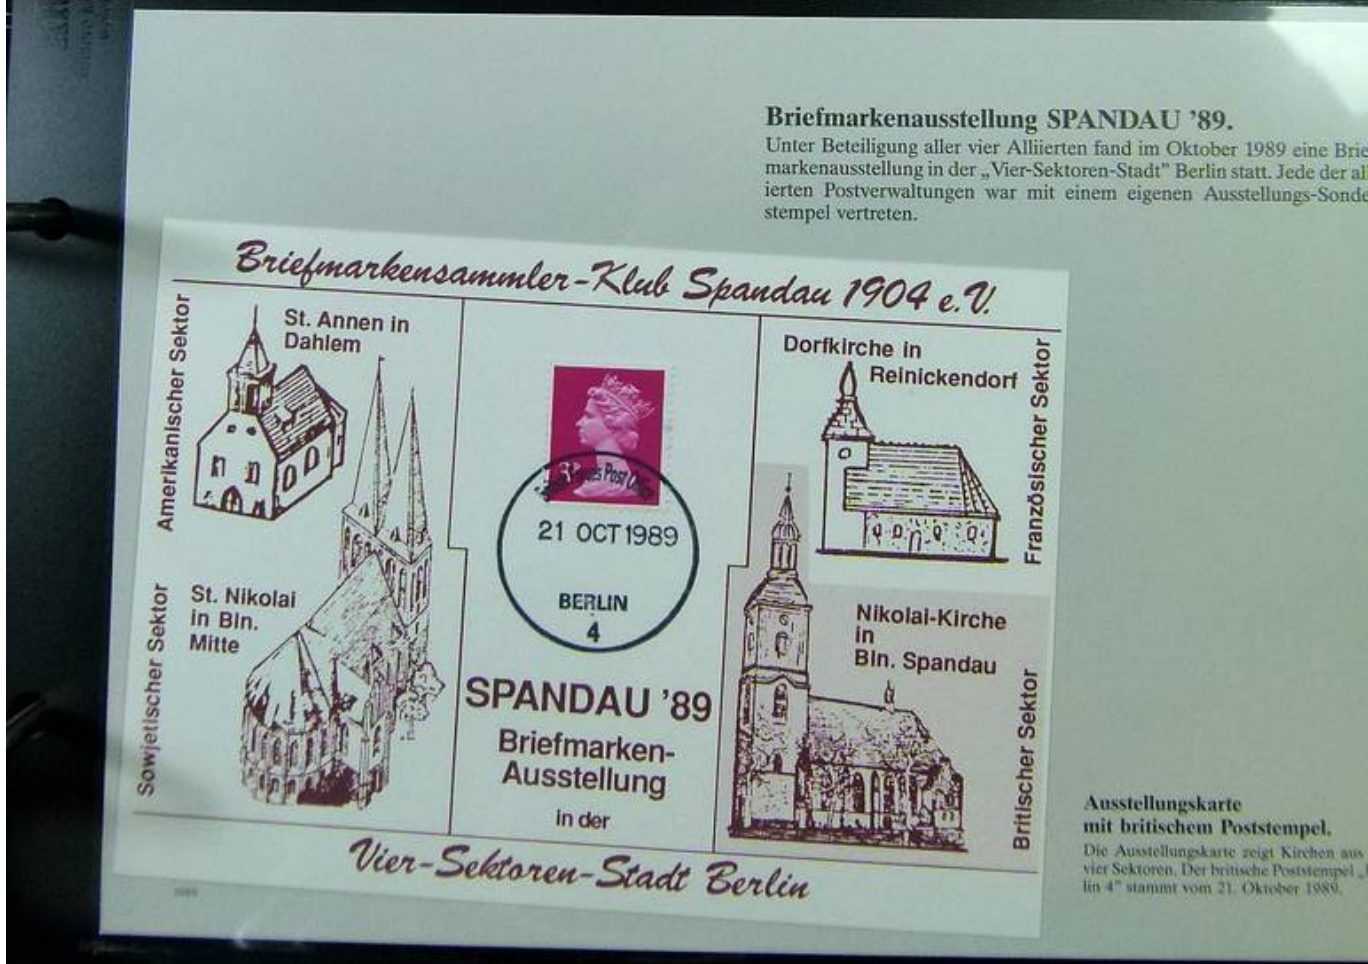 Briefmarkenausstellung SPANDAU ’89.
Unter Beteiligung aller vier Alliierten fand im Oktober 1989 eine Brie
markenausstellung in der „Vier-Sektoren-Stadt” Berlin statt. Jede der al
ierten Postverwaltungen war mit einem eigenen Ausstellungs-Sonde
stempel vertreten.
Briefmarkensammler-Klub Spandau 1904 e.V.
Amerikanischer Sektor
St. Annen in
Dahlem
Dorfkirche in
Reinickendorf
Französischer Sektor
Post
21 OCT 1989
BERLIN
4
Sowjetischer Sektor
St. Nikolai
in Bln.
Mitte
Nikolai-Kirche
in
Bln. Spandau
Britischer Sektor
SPANDAU ’89
Briefmarken-
Ausstellung
in der
Vier-Sektoren-Stadt Berlin
Ausstellungskarte
mit britischem Poststempel.
Die Ausstellungskarte zeigt Kirchen aus
vier Sektoren. Der britische Poststempel
lin 4” stammt vom 21. Oktober 1989.